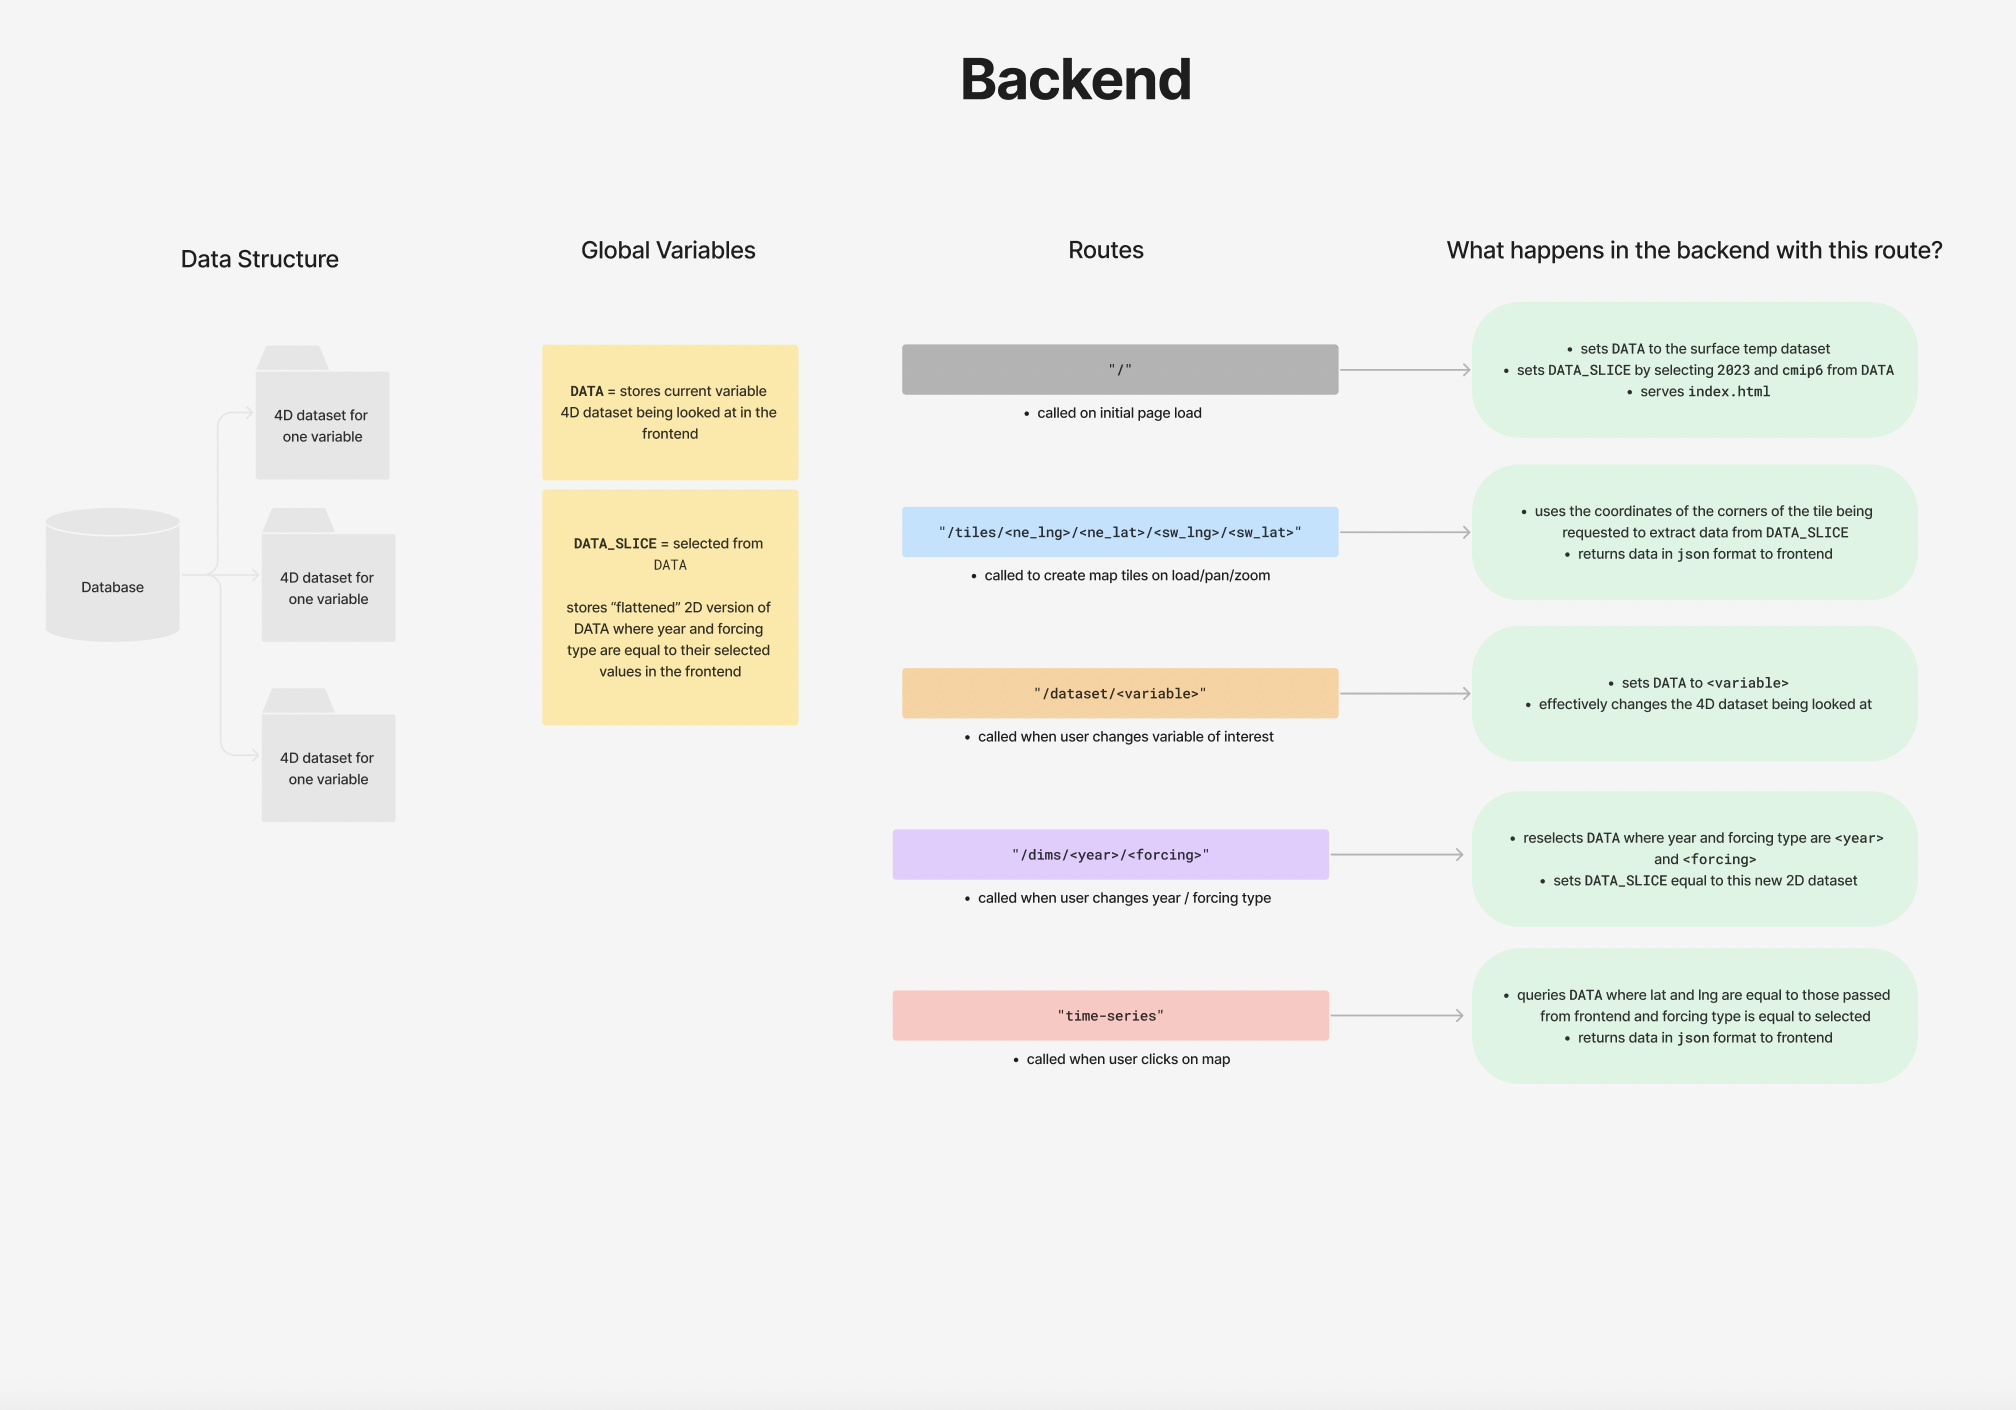 Backend
Data Structure
4D dataset for
one variable
Database
4D dataset for
one variable
4D dataset for
one variable
Global Variables
DATA = stores current variable
4D dataset being looked at in the
frontend
DATA_SLICE = selected from
DATA
stores “flattened” 2D version of
DATA where year and forcing
type are equal to their selected
values in the frontend
Routes
"/"
• called on initial page load
"/tiles/<ne_lng>/<ne_lat>/<sw_lng>/<sw_lat>"
• called to create map tiles on load/pan/zoom
"/dataset/<variable>"
• called when user changes variable of interest
"/dims/<year>/<forcing>"
• called when user changes year / forcing type
"time-series"
• called when user clicks on map
What happens in the backend with this route?
• sets DATA to the surface temp dataset
• sets DATA_SLICE by selecting 2023 and cmip6 from DATA
• serves index.html
• uses the coordinates of the corners of the tile being
requested to extract data from DATA_SLICE
• returns data in json format to frontend
• sets DATA to <variable>
• effectively changes the 4D dataset being looked at
• reselects DATA where year and forcing type are <year>
and <forcing>
• sets DATA_SLICE equal to this new 2D dataset
• queries DATA where lat and lng are equal to those passed
from frontend and forcing type is equal to selected
• returns data in json format to frontend